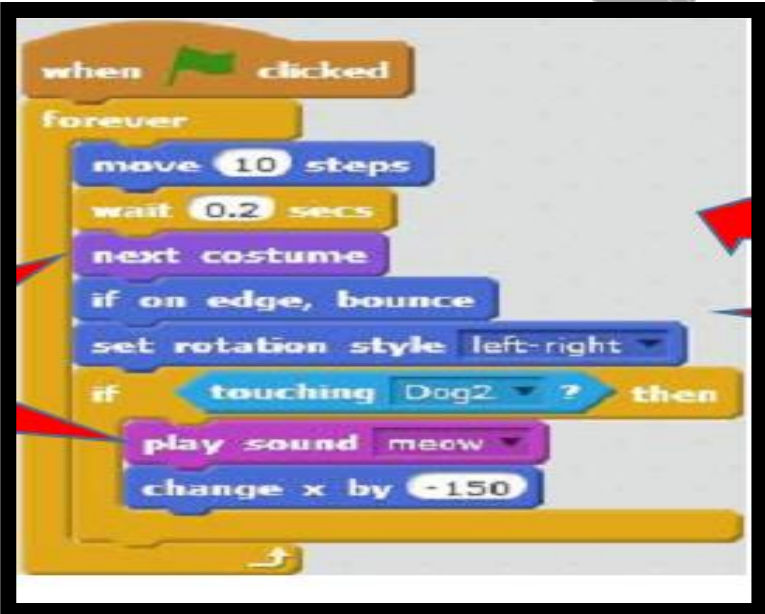 when clicked
forever
move 10 steps
wait 0.2 secs
next costume
if on edge, bounce
set rotation style left-right
if touching Dog2 ? then
play sound meow
change x by -150